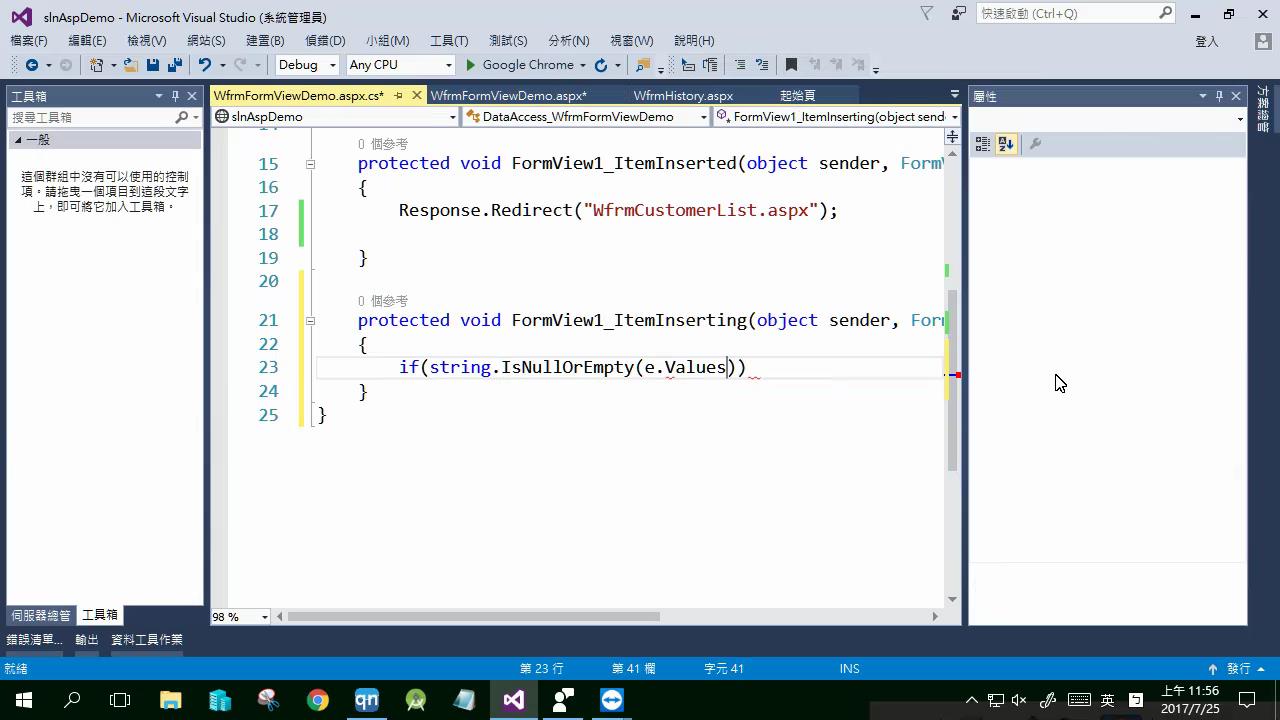 slnAspDemo - Microsoft Visual Studio (系統管理員)
快速啟動 (Ctrl+Q)
檔案(F) 編輯(E) 檢視(V) 網站(S) 建置(B) 偵錯(D) 小組(M) 工具(T) 測試(S) 分析(N) 視窗(W) 說明(H) 登入
Debug Any CPU Google Chrome
工具箱
搜尋工具箱
一般
這個群組中沒有可以使用的控制
項。請拖曳一個項目到這段文字
上，即可將它加入工具箱。
伺服器總管 工具箱
WfrmFormViewDemo.aspx.cs* WfrmFormViewDemo.aspx* WfrmHistory.aspx 起始頁
slnAspDemo DataAccess_WfrmFormViewDemo FormView1_ItemInserting(object send
0 個參考
15 protected void FormView1_ItemInserted(object sender, Form
16 {
17 Response.Redirect("WfrmCustomerList.aspx");
18
19 }
20
0 個參考
21 protected void FormView1_ItemInserting(object sender, For
22 {
23 if(string.IsNullOrEmpty(e.Values))
24 }
25 }
98 %
屬性
方案總管
錯誤清單... 輸出 資料工具作業
就緒 第 23 行 第 41 欄 字元 41 INS 發行
qn
英
上午 11:56
2017/7/25